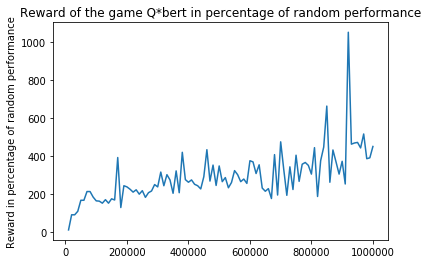 Reward of the game Q*bert in percentage of random performance
Reward in percentage of random performance
1000
800
600
400
200
0
0 200000 400000 600000 800000 1000000